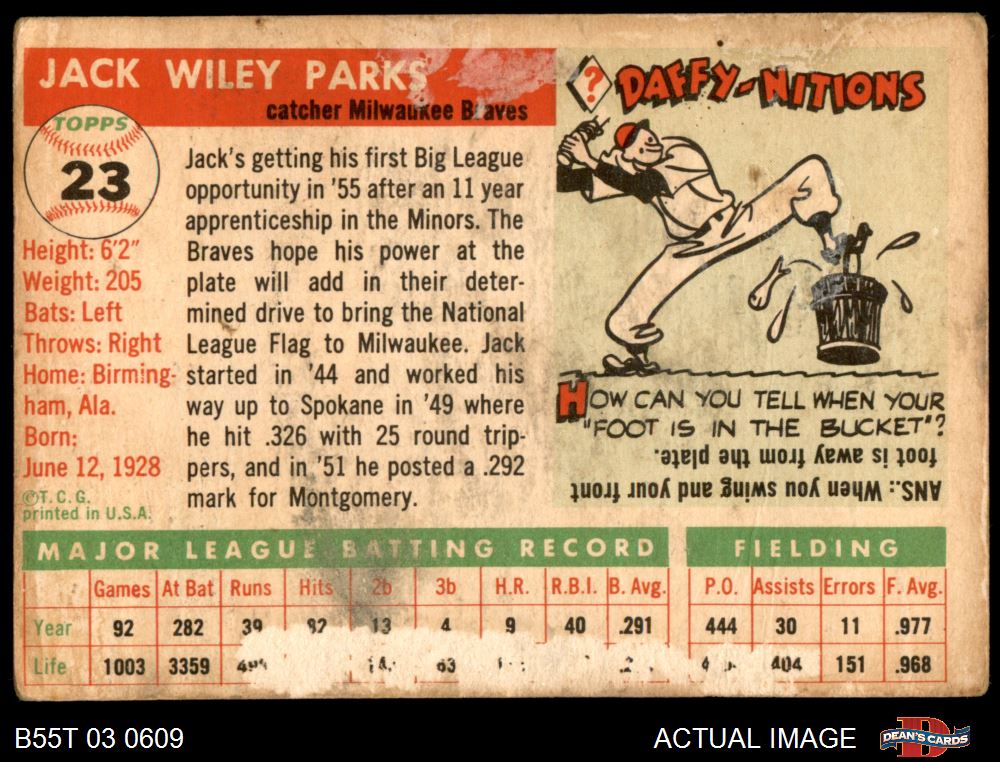 JACK WILEY PARKS
catcher Milwaukee Braves
TOPPS
23
Height: 6'2"
Weight: 205
Bats: Left
Throws: Right
Home: Birming-
ham, Ala.
Born:
June 12, 1928
©T.C.G.
printed in U.S.A.
Jack's getting his first Big League
opportunity in '55 after an 11 year
apprenticeship in the Minors. The
Braves hope his power at the
plate will add in their deter-
mined drive to bring the National
League Flag to Milwaukee. Jack
started in '44 and worked his
way up to Spokane in '49 where
he hit .326 with 25 round trip-
pers, and in '51 he posted a .292
mark for Montgomery.
?
DAFFY-NITIONS
HOW CAN YOU TELL WHEN YOUR
"FOOT IS IN THE BUCKET"?
ANS.: When you swing and your front
foot is away from the plate.
MAJOR LEAGUE BATTING RECORD FIELDING
Games At Bat Runs Hits 2b 3b H.R. R.B.I. B. Avg. P.O. Assists Errors F. Avg.
Year 92 282 39 82 13 4 9 40 .291 444 30 11 .977
Life 1003 3359 63 404 151 .968
B55T 03 0609
ACTUAL IMAGE
D
DEAN'S CARDS